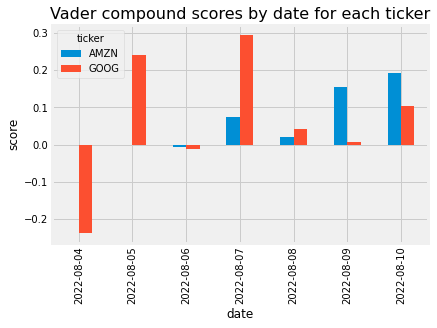 Vader compound scores by date for each ticker
ticker
AMZN
GOOG
score
0.3
0.2
0.1
0.0
−0.1
−0.2
2022-08-04
2022-08-05
2022-08-06
2022-08-07
2022-08-08
2022-08-09
2022-08-10
date